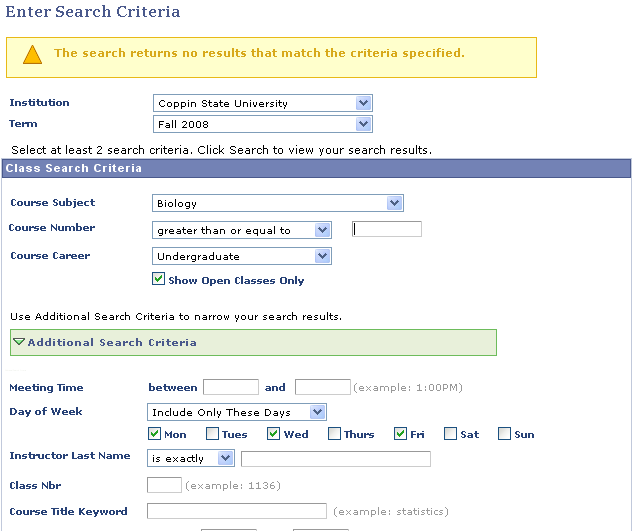 Enter Search Criteria
The search returns no results that match the criteria specified.
Institution Coppin State University
Term Fall 2008
Select at least 2 search criteria. Click Search to view your search results.
Class Search Criteria
Course Subject Biology
Course Number greater than or equal to
Course Career Undergraduate
Show Open Classes Only
Use Additional Search Criteria to narrow your search results.
Additional Search Criteria
Meeting Time between and (example: 1:00PM)
Day of Week Include Only These Days
Mon Tues Wed Thurs Fri Sat Sun
Instructor Last Name is exactly
Class Nbr (example: 1136)
Course Title Keyword (example: statistics)